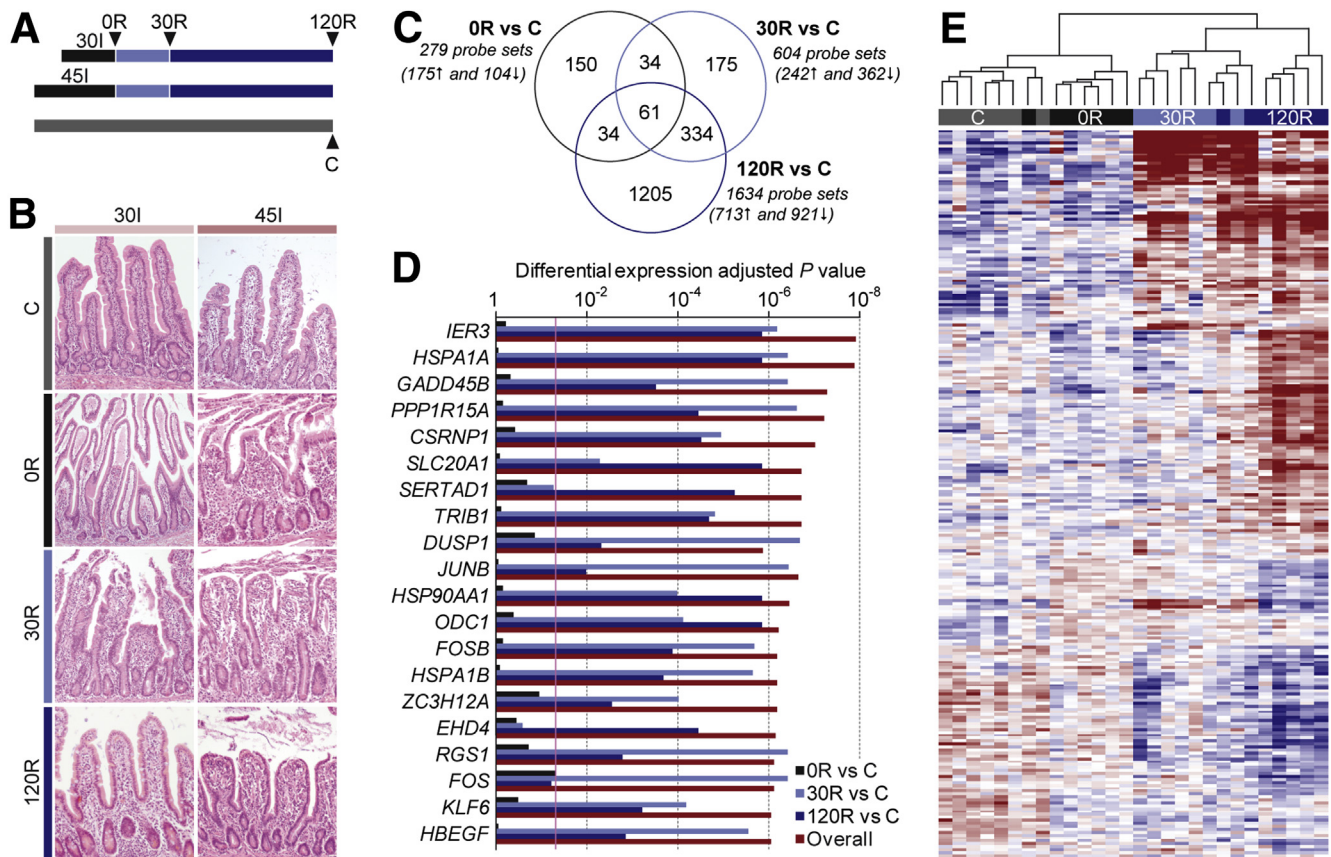 A
0R 30R 120R
30I
45I
C
B
30I 45I
C
0R
30R
120R
C
0R vs C
279 probe sets
(175↑ and 104↓)
30R vs C
604 probe sets
(242↑ and 362↓)
150 34 175
61
34 334
1205
120R vs C
1634 probe sets
(713↑ and 921↓)
D
Differential expression adjusted P value
1 10-2 10-4 10-6 10-8
IER3
HSPA1A
GADD45B
PPP1R15A
CSRNP1
SLC20A1
SERTAD1
TRIB1
DUSP1
JUNB
HSP90AA1
ODC1
FOSB
HSPA1B
ZC3H12A
EHD4
RGS1
FOS
KLF6
HBEGF
0R vs C
30R vs C
120R vs C
Overall
E
C 0R 30R 120R